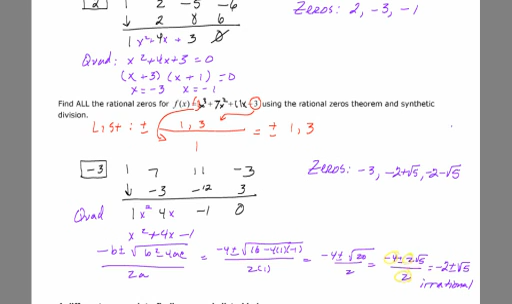 2 1 2 -5 -6
↓ 2 8 6
1x²+4x+3 0
Zeros: 2, -3, -1
Quad: x²+4x+3=0
(x+3)(x+1)=0
x=-3 x=-1
Find ALL the rational zeros for f(x)=x³+7x²+11x-3 using the rational zeros theorem and synthetic
division.
List: ± 1,3 / 1 = ± 1,3
-3 1 7 11 -3
↓ -3 -12 3
1x² 4x -1 0
Zeros: -3, -2+√5, -2-√5
Quad
x²+4x-1
-b±√b²-4ac / 2a = -4±√16-4(1)(-1) / 2(1) = -4±√20 / 2 = -4±2√5 / 2 = -2±√5
irrational